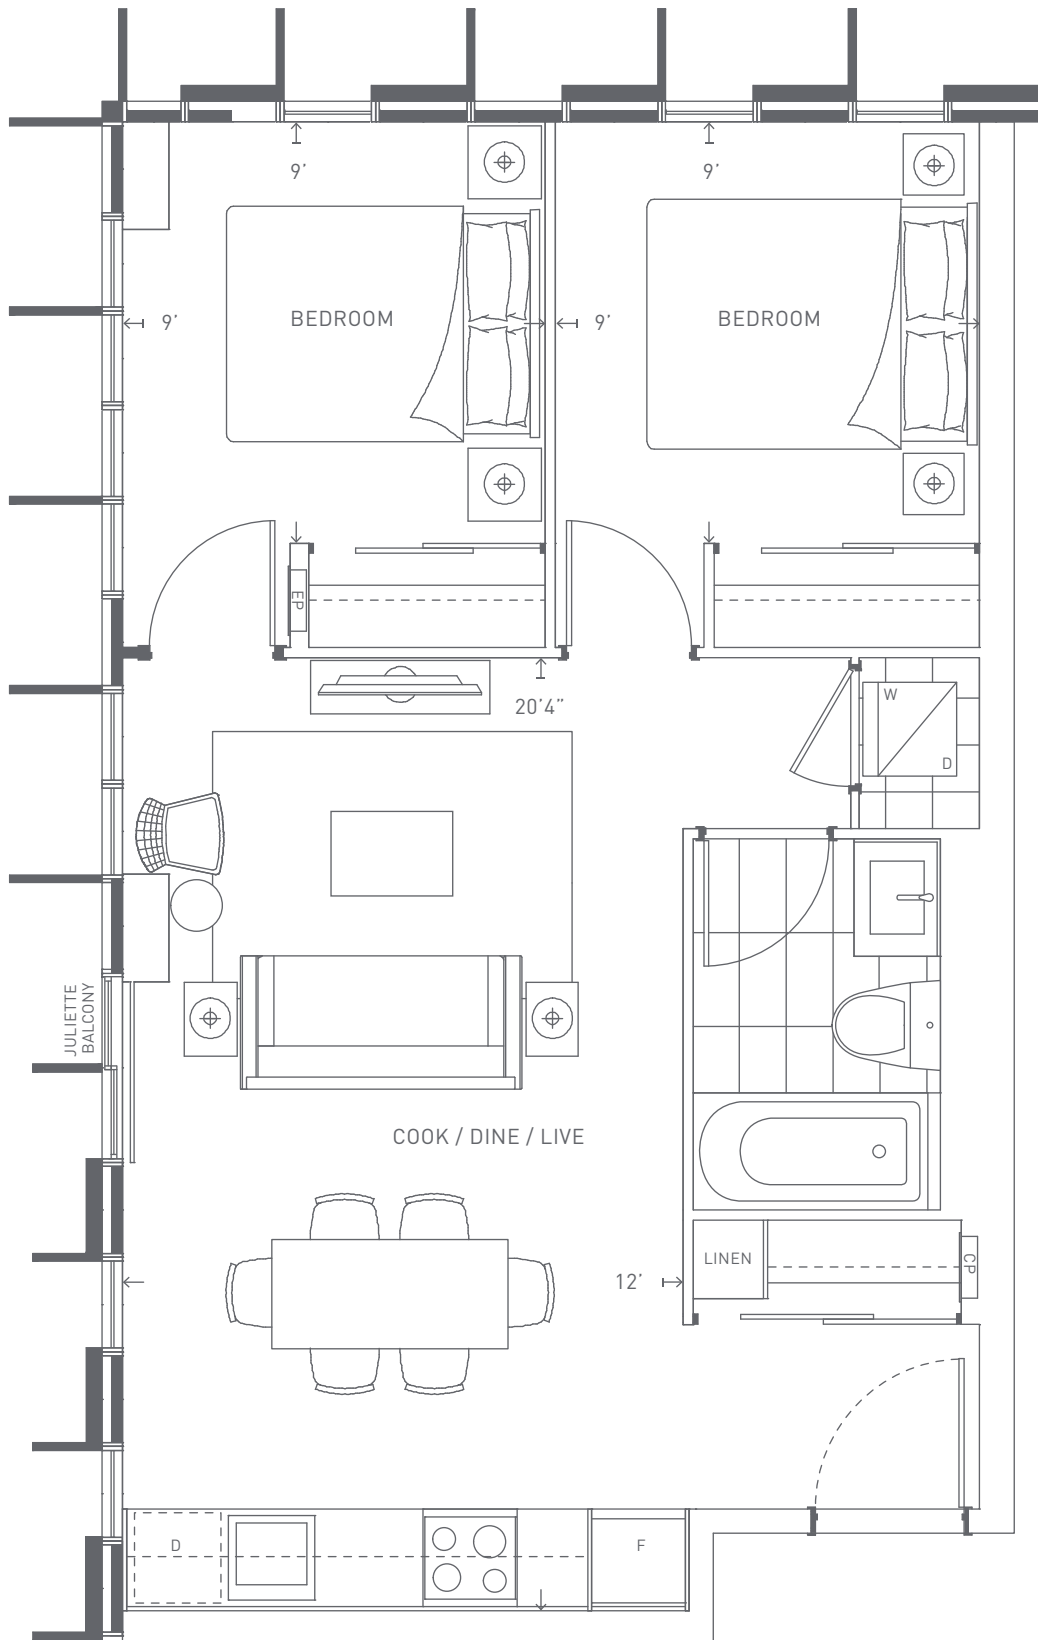 9'
9'
BEDROOM
BEDROOM
9'
9'
EP
20'4"
W
D
JULIETTE
BALCONY
COOK / DINE / LIVE
LINEN
CP
12'
D
F